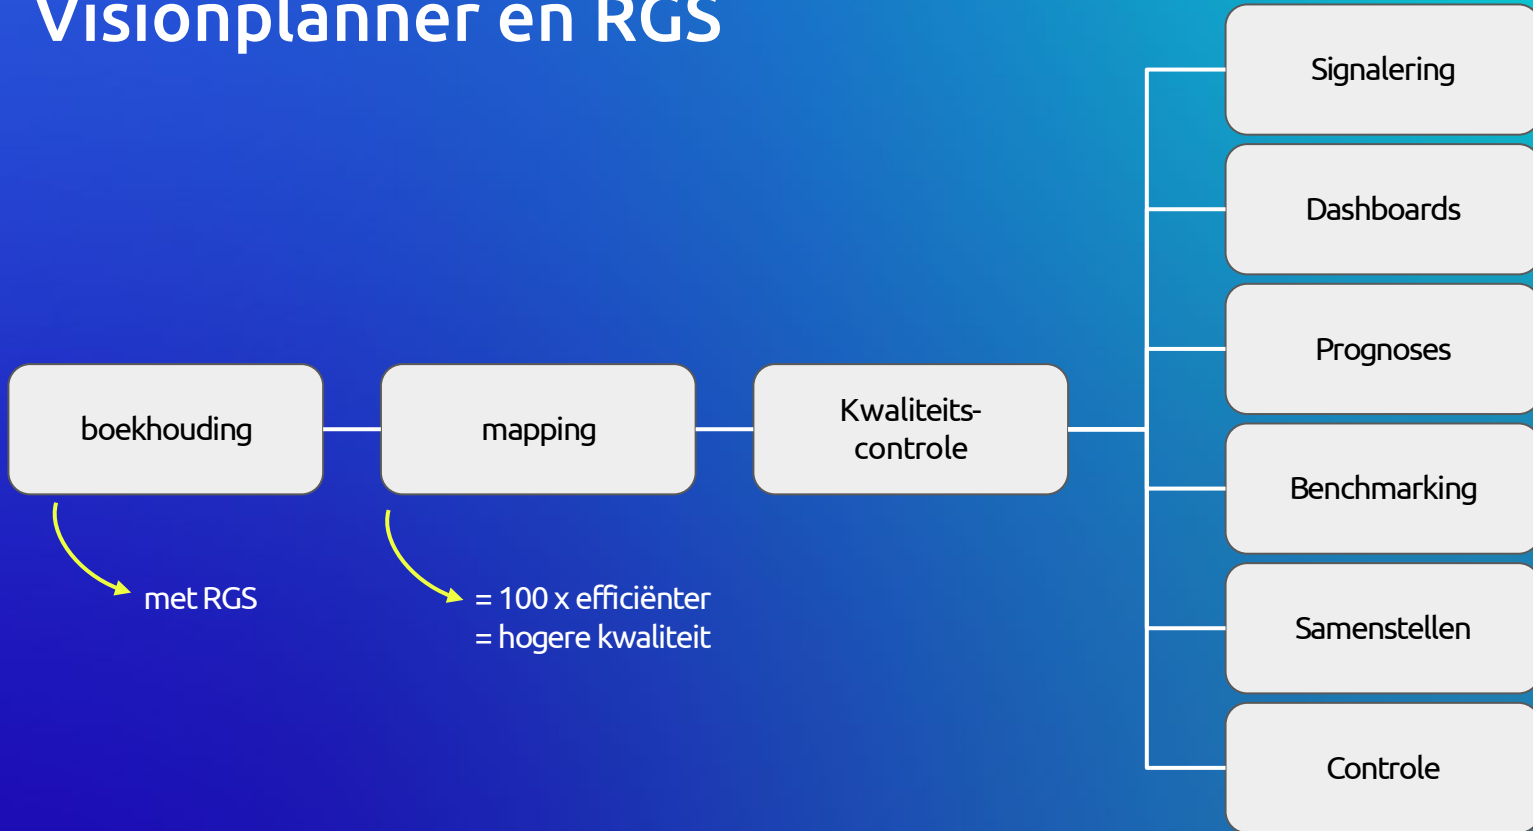 Visionplanner en RGS
Signalering
Dashboards
Prognoses
boekhouding
mapping
Kwaliteits-
controle
Benchmarking
met RGS
= 100 x efficiënter
= hogere kwaliteit
Samenstellen
Controle